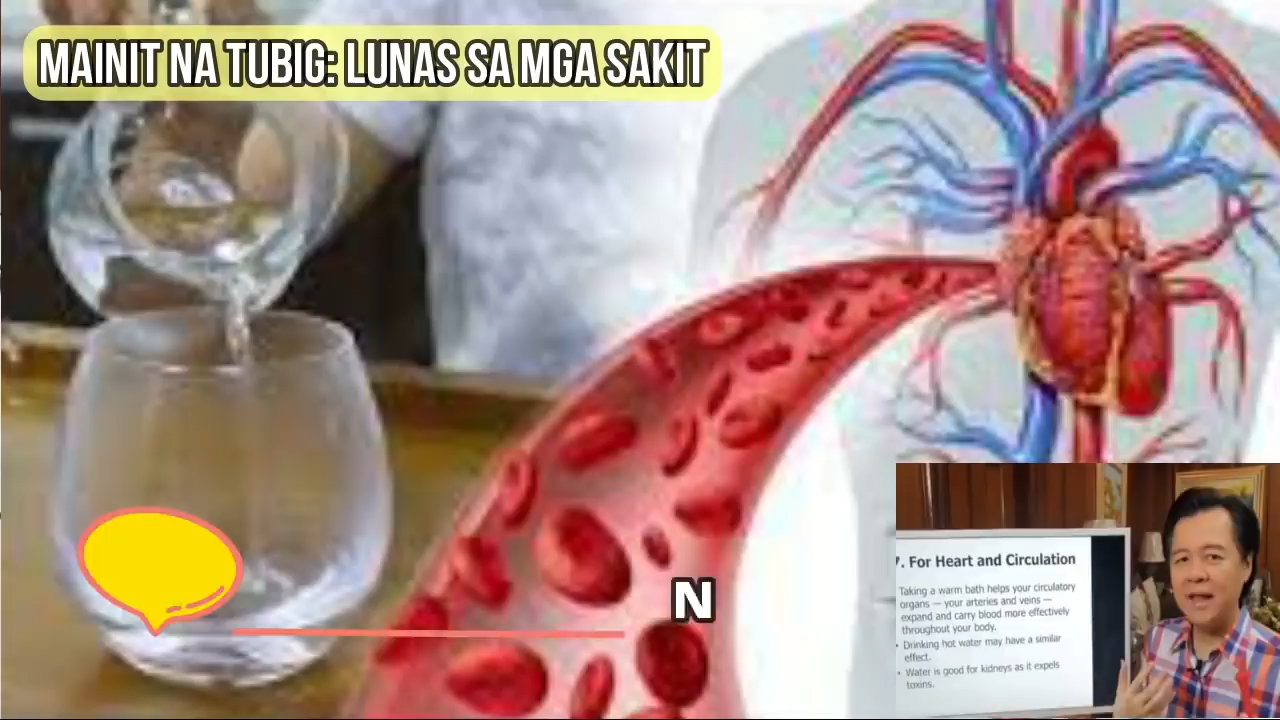 MAINIT NA TUBIG: LUNAS SA MGA SAKIT
7. For Heart and Circulation
Taking a warm bath helps your circulatory
organs — your arteries and veins —
expand and carry blood more effectively
throughout your body.
• Drinking hot water may have a similar
effect.
• Water is good for kidneys as it expels
toxins.
N